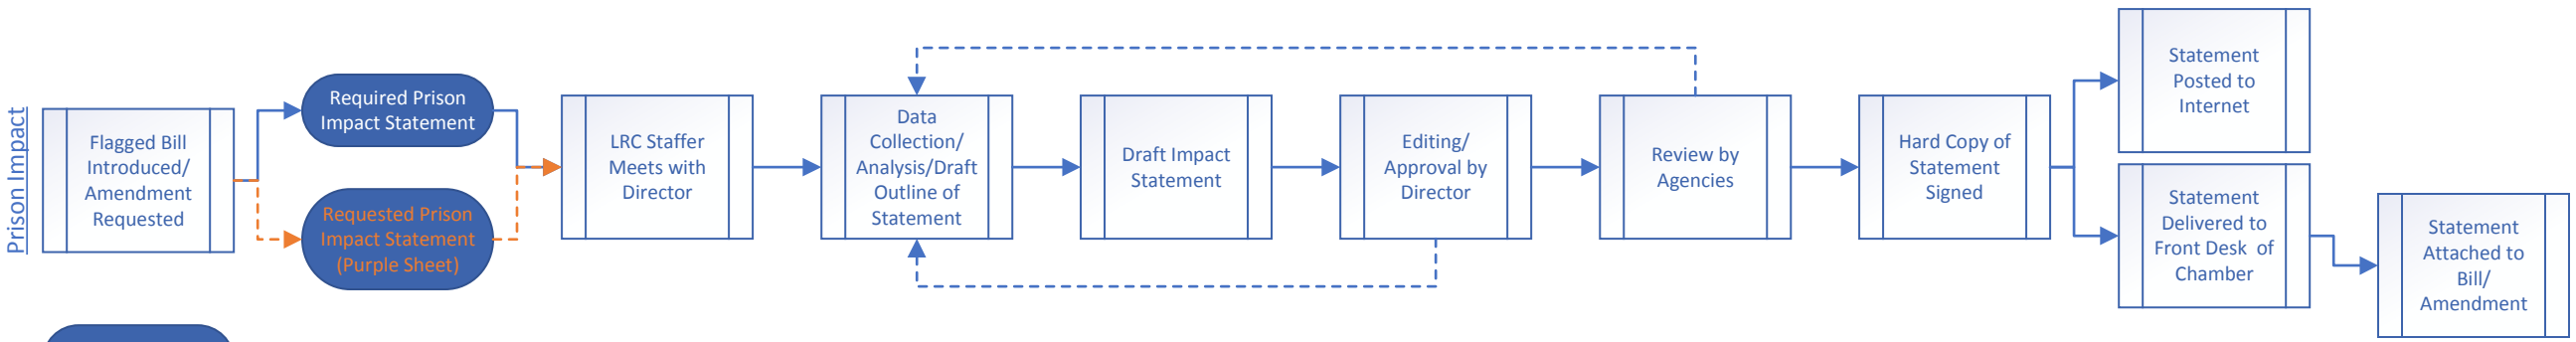 Prison Impact
Flagged Bill
Introduced/
Amendment
Requested
Required Prison
Impact Statement
Requested Prison
Impact Statement
(Purple Sheet)
LRC Staffer
Meets with
Director
Data
Collection/
Analysis/Draft
Outline of
Statement
Draft Impact
Statement
Editing/
Approval by
Director
Review by
Agencies
Hard Copy of
Statement
Signed
Statement
Posted to
Internet
Statement
Delivered to
Front Desk of
Chamber
Statement
Attached to
Bill/
Amendment